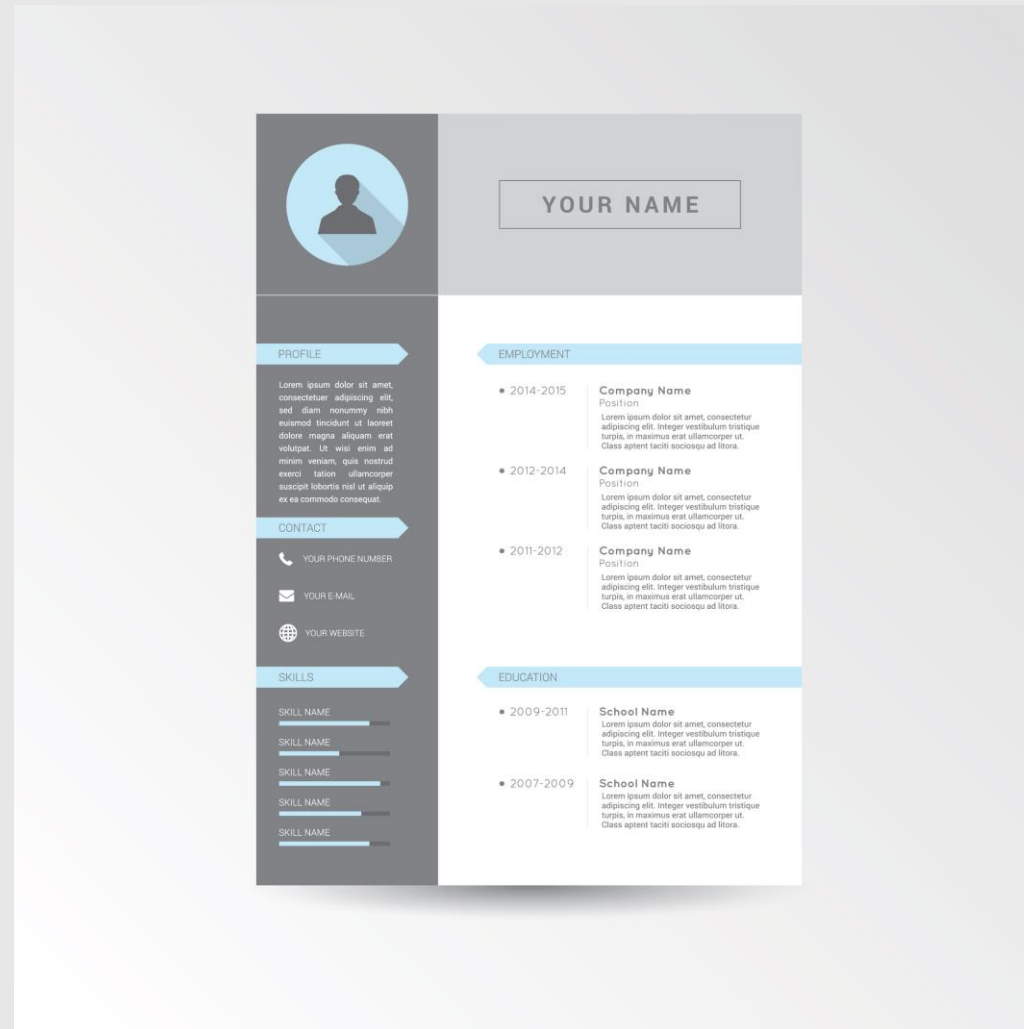 YOUR NAME
PROFILE
Lorem ipsum dolor sit amet,
consectetuer adipiscing elit,
sed diam nonummy nibh
euismod tincidunt ut laoreet
dolore magna aliquam erat
volutpat. Ut wisi enim ad
minim veniam, quis nostrud
exerci tation ullamcorper
suscipit lobortis nisl ut aliquip
ex ea commodo consequat.
CONTACT
YOUR PHONE NUMBER
YOUR E-MAIL
YOUR WEBSITE
SKILLS
SKILL NAME
SKILL NAME
SKILL NAME
SKILL NAME
SKILL NAME
EMPLOYMENT
2014-2015
Company Name
Position
Lorem ipsum dolor sit amet, consectetur
adipiscing elit. Integer vestibulum tristique
turpis, in maximus erat ullamcorper ut.
Class aptent taciti sociosqu ad litora.
2012-2014
Company Name
Position
Lorem ipsum dolor sit amet, consectetur
adipiscing elit. Integer vestibulum tristique
turpis, in maximus erat ullamcorper ut.
Class aptent taciti sociosqu ad litora.
2011-2012
Company Name
Position
Lorem ipsum dolor sit amet, consectetur
adipiscing elit. Integer vestibulum tristique
turpis, in maximus erat ullamcorper ut.
Class aptent taciti sociosqu ad litora.
EDUCATION
2009-2011
School Name
Lorem ipsum dolor sit amet, consectetur
adipiscing elit. Integer vestibulum tristique
turpis, in maximus erat ullamcorper ut.
Class aptent taciti sociosqu ad litora.
2007-2009
School Name
Lorem ipsum dolor sit amet, consectetur
adipiscing elit. Integer vestibulum tristique
turpis, in maximus erat ullamcorper ut.
Class aptent taciti sociosqu ad litora.